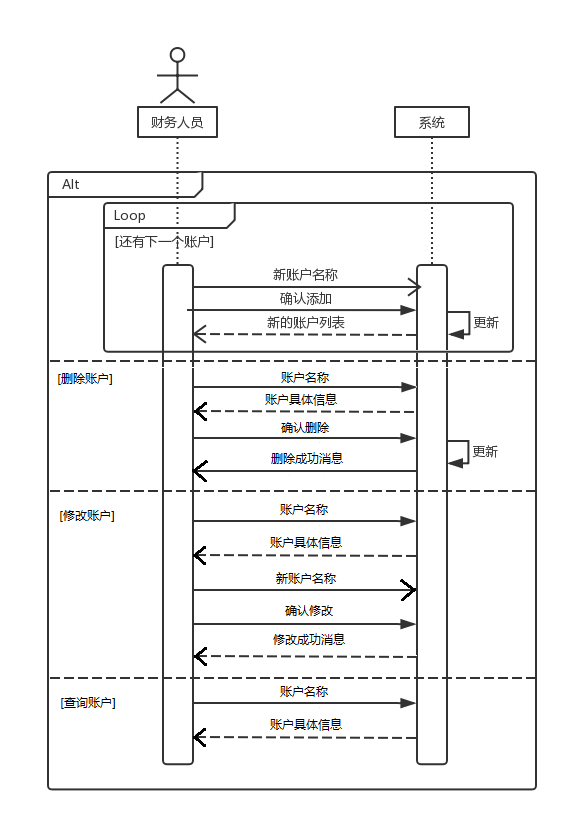 财务人员
系统
Alt
Loop
[还有下一个账户]
新账户名称
确认添加
新的账户列表
更新
[删除账户]
账户名称
账户具体信息
确认删除
更新
删除成功消息
[修改账户]
账户名称
账户具体信息
新账户名称
确认修改
修改成功消息
[查询账户]
账户名称
账户具体信息